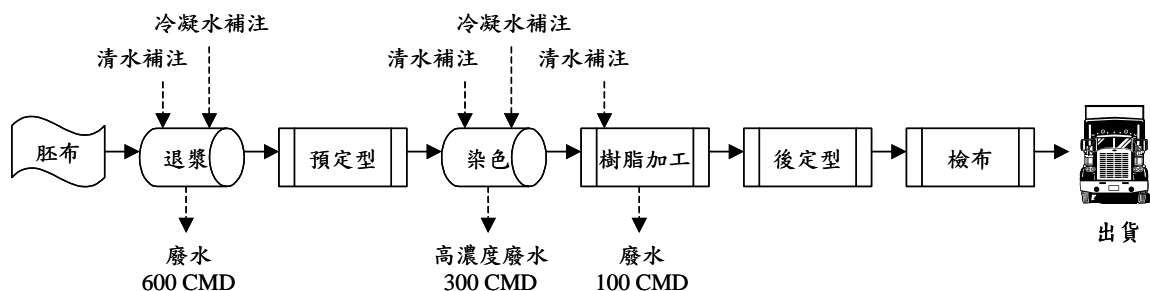 冷凝水補注
冷凝水補注
清水補注
清水補注
清水補注
胚布
退漿
預定型
染色
樹脂加工
後定型
檢布
出貨
廢水
600 CMD
高濃度廢水
300 CMD
廢水
100 CMD